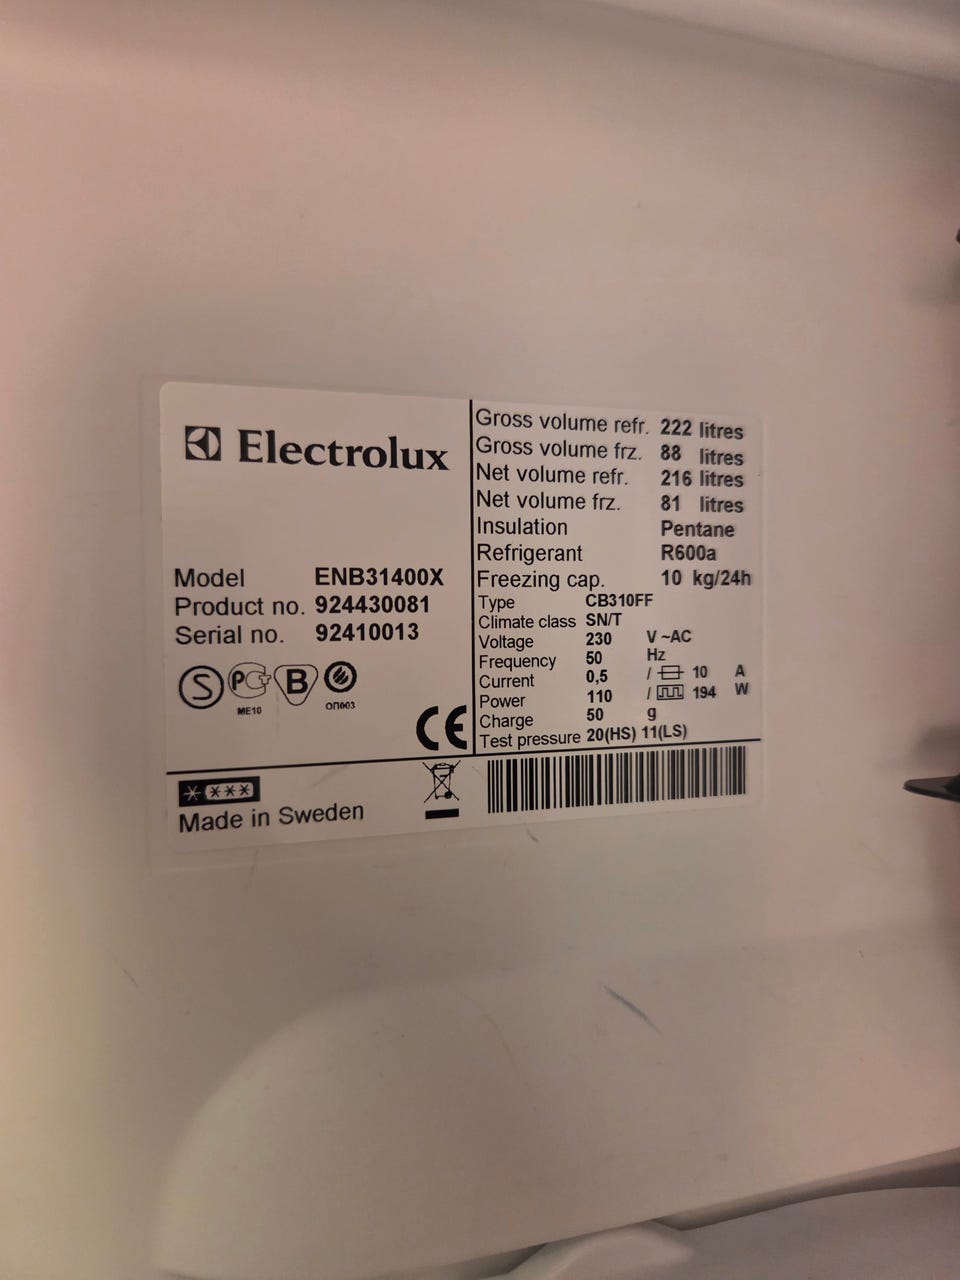 Electrolux
Model ENB31400X
Product no. 924430081
Serial no. 92410013
S PG B
ME10 ОП003
CE
Made in Sweden
Gross volume refr. 222 litres
Gross volume frz. 88 litres
Net volume refr. 216 litres
Net volume frz. 81 litres
Insulation Pentane
Refrigerant R600a
Freezing cap. 10 kg/24h
Type CB310FF
Climate class SN/T
Voltage 230 V ~AC
Frequency 50 Hz
Current 0,5 / 10 A
Power 110 / 194 W
Charge 50 g
Test pressure 20(HS) 11(LS)